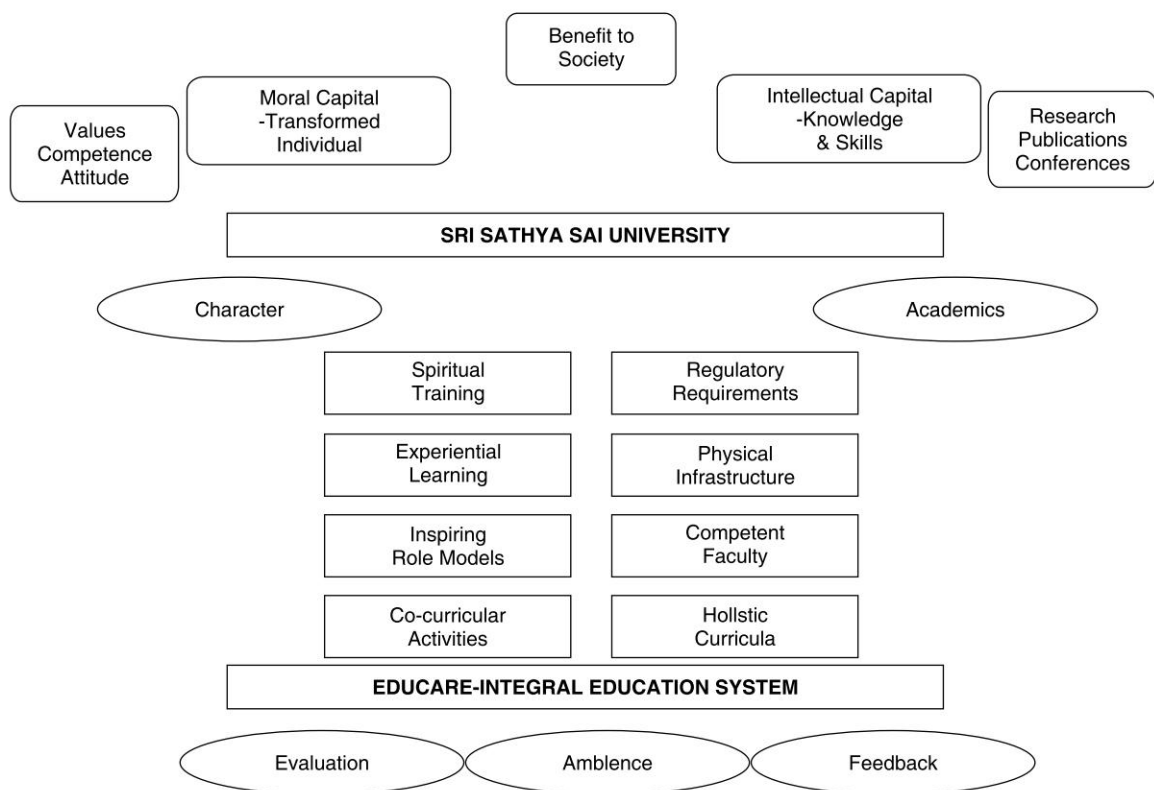 Benefit to
Society
Moral Capital
-Transformed
Individual
Intellectual Capital
-Knowledge
& Skills
Values
Competence
Attitude
Research
Publications
Conferences
SRI SATHYA SAI UNIVERSITY
Character
Academics
Spiritual
Training
Regulatory
Requirements
Experiential
Learning
Physical
Infrastructure
Inspiring
Role Models
Competent
Faculty
Co-curricular
Activities
Hollstic
Curricula
EDUCARE-INTEGRAL EDUCATION SYSTEM
Evaluation
Amblence
Feedback